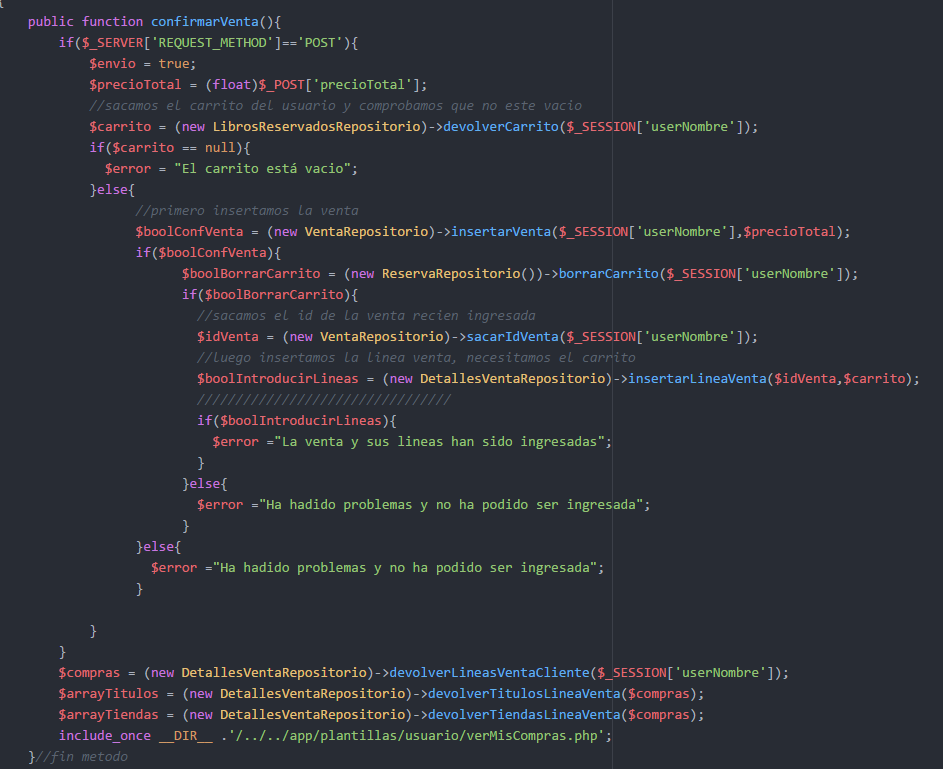 {
public function confirmarVenta(){
if($_SERVER['REQUEST_METHOD']=='POST'){
$envio = true;
$precioTotal = (float)$_POST['precioTotal'];
//sacamos el carrito del usuario y comprobamos que no este vacio
$carrito = (new LibrosReservadosRepositorio)->devolverCarrito($_SESSION['userNombre']);
if($carrito == null){
$error = "El carrito está vacio";
}else{
//primero insertamos la venta
$boolConfVenta = (new VentaRepositorio)->insertarVenta($_SESSION['userNombre'],$precioTotal);
if($boolConfVenta){
$boolBorrarCarrito = (new ReservaRepositorio())->borrarCarrito($_SESSION['userNombre']);
if($boolBorrarCarrito){
//sacamos el id de la venta recien ingresada
$idVenta = (new VentaRepositorio)->sacarIdVenta($_SESSION['userNombre']);
//luego insertamos la linea venta, necesitamos el carrito
$boolIntroducirLineas = (new DetallesVentaRepositorio)->insertarLineaVenta($idVenta,$carrito);
/////////////////////////////////
if($boolIntroducirLineas){
$error ="La venta y sus lineas han sido ingresadas";
}
}else{
$error ="Ha hadido problemas y no ha podido ser ingresada";
}
}else{
$error ="Ha hadido problemas y no ha podido ser ingresada";
}
}
}
$compras = (new DetallesVentaRepositorio)->devolverLineasVentaCliente($_SESSION['userNombre']);
$arrayTitulos = (new DetallesVentaRepositorio)->devolverTitulosLineaVenta($compras);
$arrayTiendas = (new DetallesVentaRepositorio)->devolverTiendasLineaVenta($compras);
include_once __DIR__ .'/../../app/plantillas/usuario/verMisCompras.php';
}//fin metodo